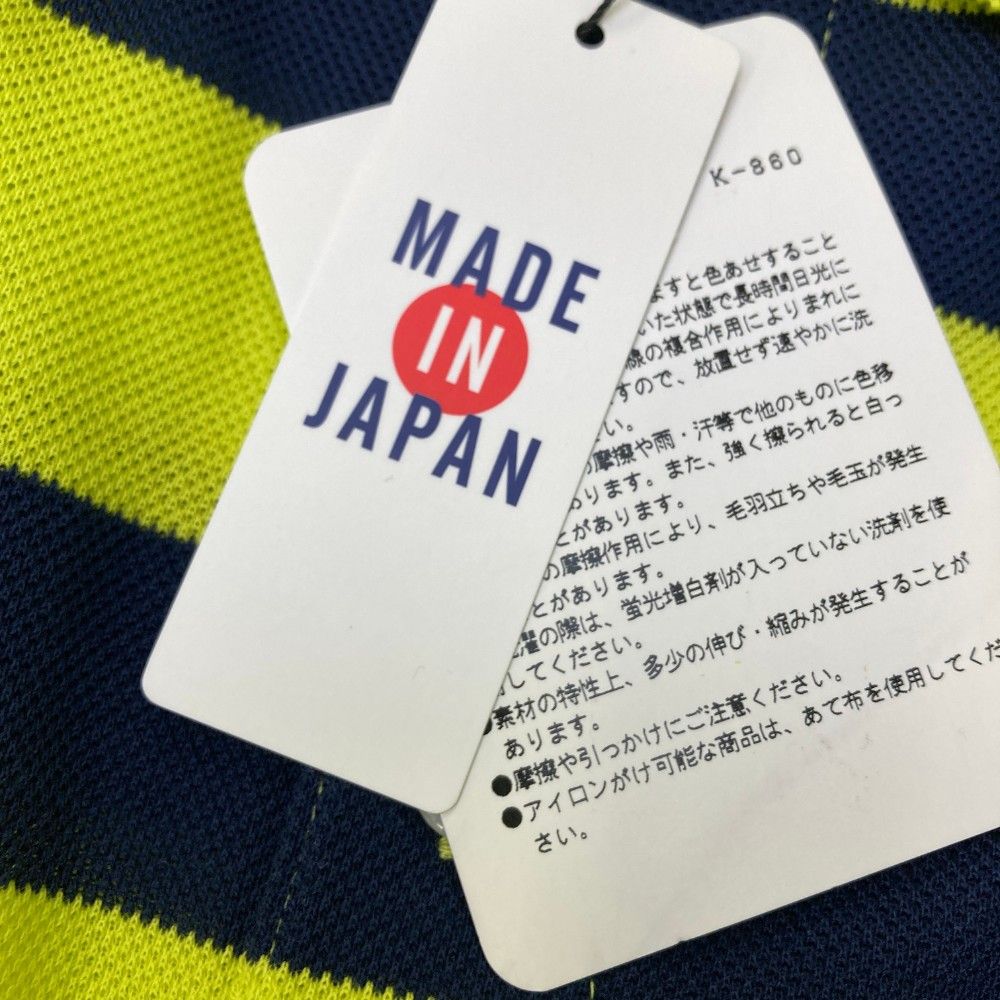 MADE
IN
JAPAN
K-860
ますと色あせすること
いた状態で長時間日光に
線の複合作用によりまれに
すので、放置せず速やかに洗
い。
摩擦や雨・汗等で他のものに色移
あります。また、強く擦られると白っ
とがあります。
の摩擦作用により、毛羽立ちや毛玉が発生
とがあります。
濯の際は、蛍光増白剤が入っていない洗剤を使
してください。
●素材の特性上、多少の伸び・縮みが発生することが
あります。
●摩擦や引っかけにご注意ください。
●アイロンがけ可能な商品は、あて布を使用してくだ
さい。